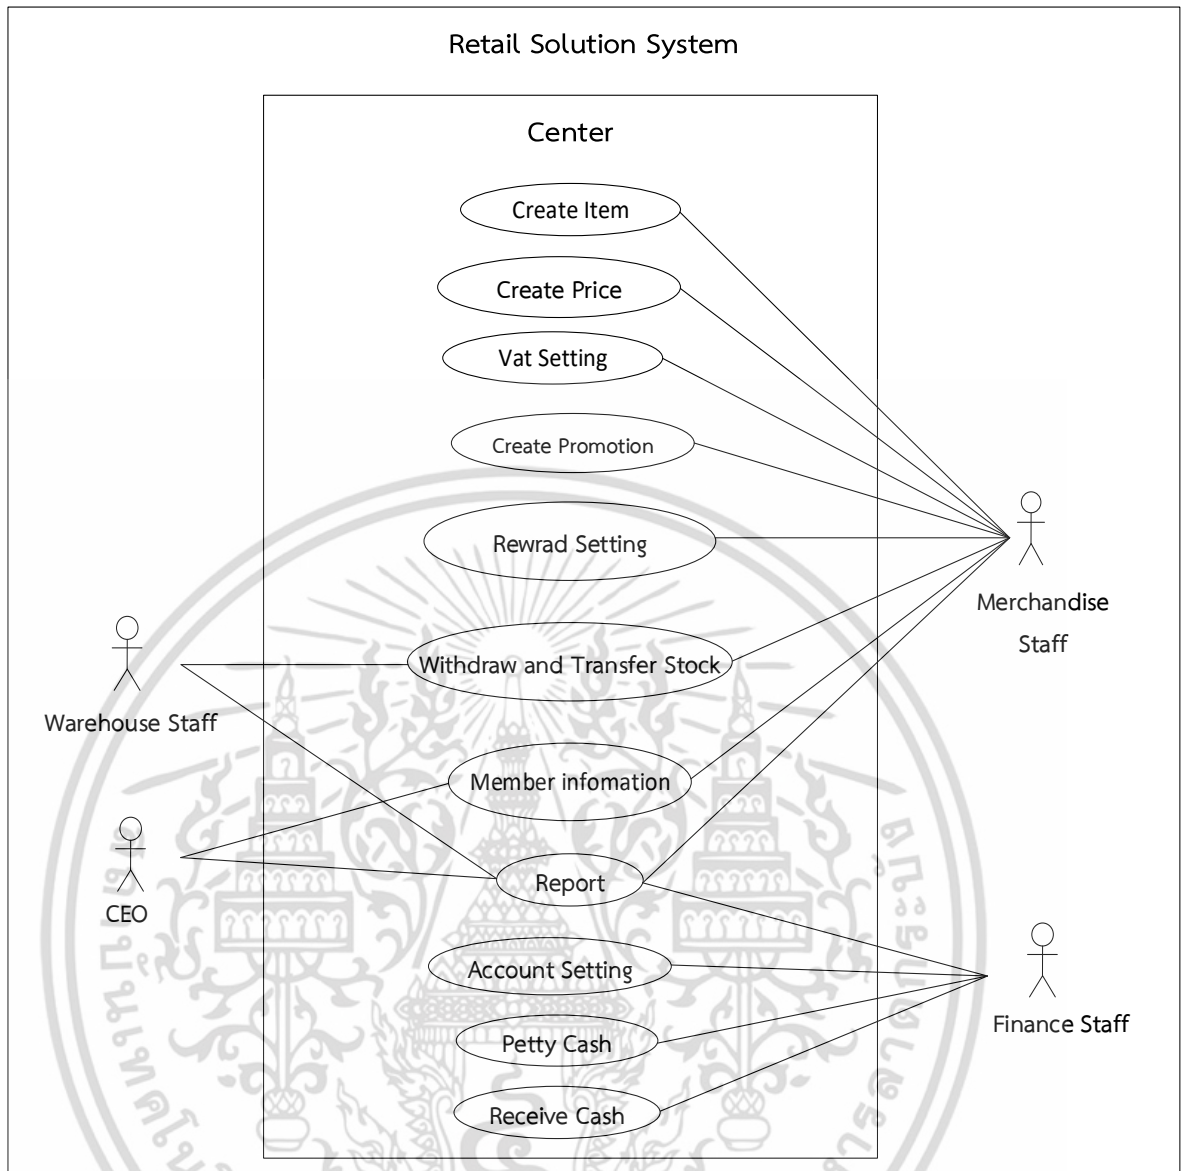 Retail Solution System
Center
Create Item
Create Price
Vat Setting
Create Promotion
Rewrad Setting
Merchandise
Staff
Withdraw and Transfer Stock
Warehouse Staff
Member infomation
Report
CEO
Account Setting
Finance Staff
Petty Cash
Receive Cash